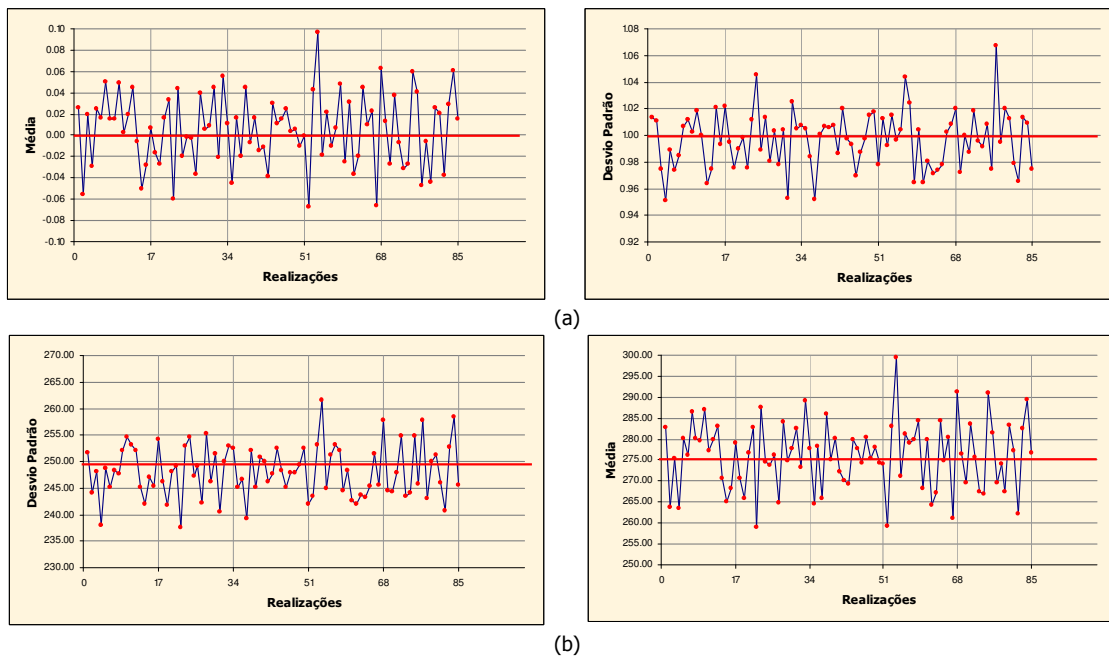 Média
0.10
0.08
0.06
0.04
0.02
0.00
-0.02
-0.04
-0.06
-0.08
-0.10
0 17 34 51 68 85
Realizações
Desvio Padrão
1.08
1.06
1.04
1.02
1.00
0.98
0.96
0.94
0.92
0 17 34 51 68 85
Realizações
(a)
Desvio Padrão
270.00
265.00
260.00
255.00
250.00
245.00
240.00
235.00
230.00
0 17 34 51 68 85
Realizações
Média
300.00
295.00
290.00
285.00
280.00
275.00
270.00
265.00
260.00
255.00
250.00
0 17 34 51 68 85
Realizações
(b)